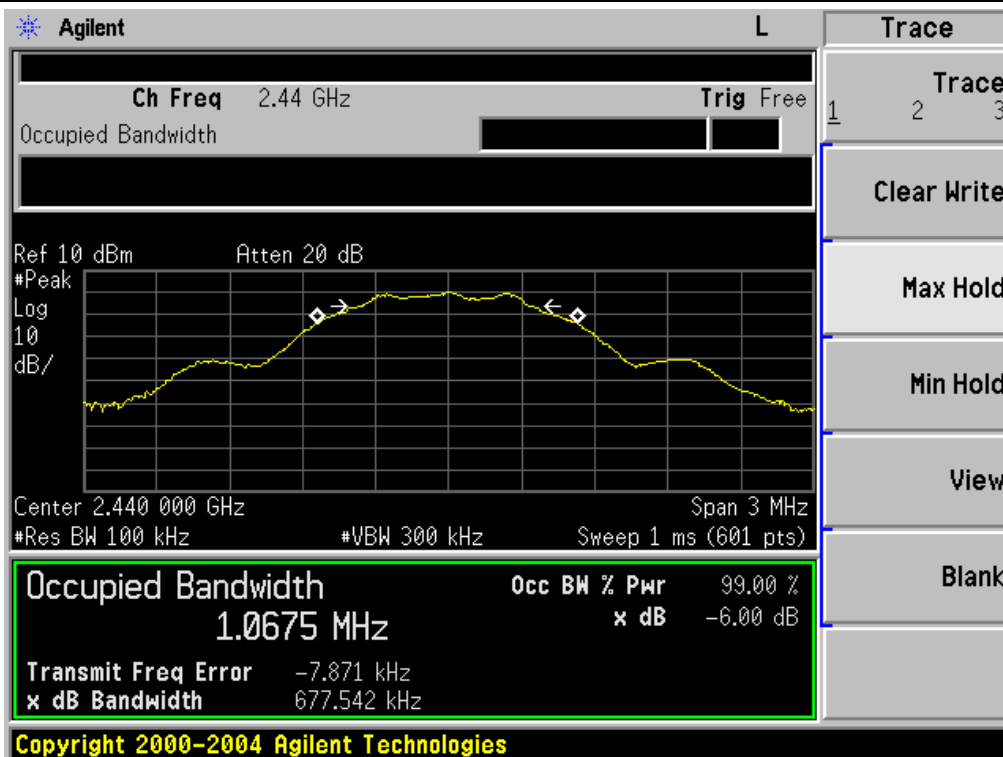 Agilent L Trace
Ch Freq 2.44 GHz Trig Free
Occupied Bandwidth
Trace
1 2 3
Clear Write
Max Hold
Min Hold
View
Blank
Ref 10 dBm Atten 20 dB
#Peak
Log
10
dB/
Center 2.440 000 GHz Span 3 MHz
#Res BW 100 kHz #VBW 300 kHz Sweep 1 ms (601 pts)
Occupied Bandwidth Occ BW % Pwr 99.00 %
1.0675 MHz x dB -6.00 dB
Transmit Freq Error -7.871 kHz
x dB Bandwidth 677.542 kHz
Copyright 2000-2004 Agilent Technologies